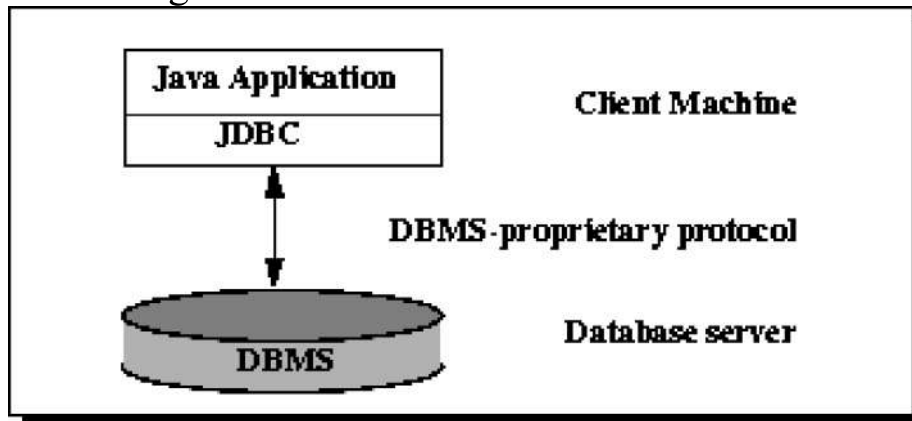 Java Application
Client Machine
JDBC
DBMS-proprietary protocol
Database server
DBMS